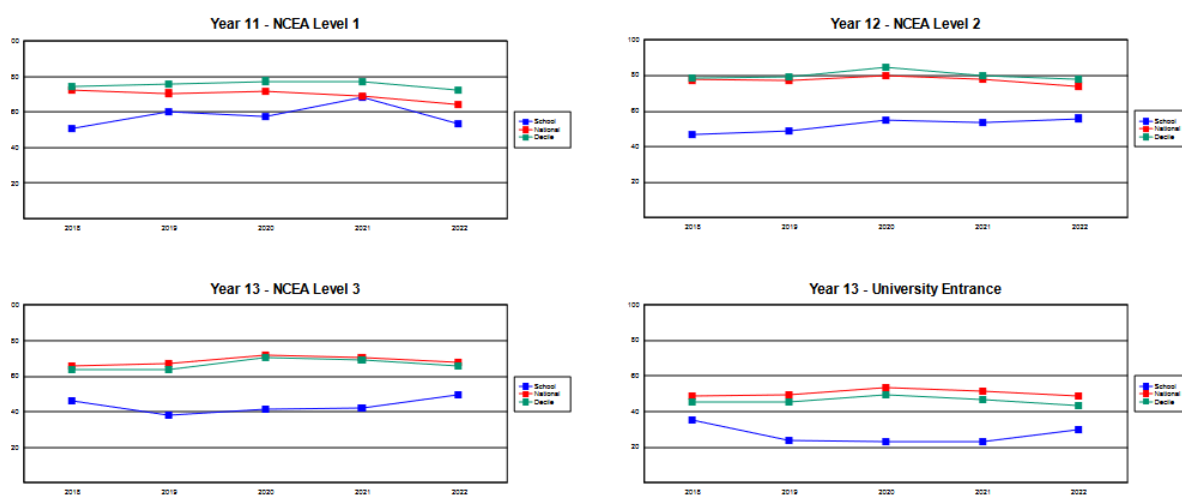 Year 11 - NCEA Level 1
00
80
60
40
20
2018
2019
2020
2021
2022
School
National
Decile
Year 12 - NCEA Level 2
100
80
60
40
20
2018
2019
2020
2021
2022
School
National
Decile
Year 13 - NCEA Level 3
00
80
60
40
20
2018
2019
2020
2021
2022
School
National
Decile
Year 13 - University Entrance
100
80
60
40
20
2018
2019
2020
2021
2022
School
National
Decile